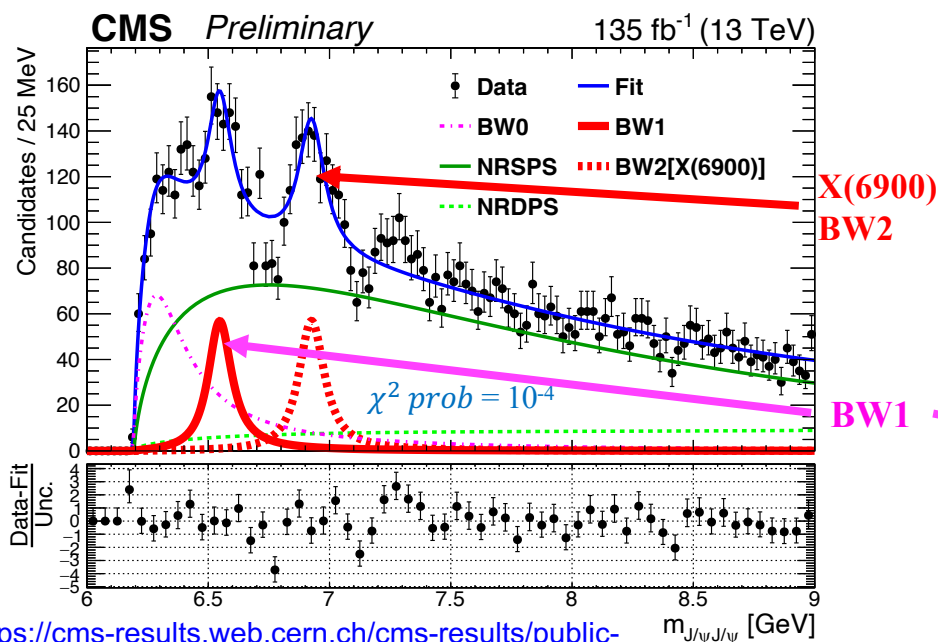 CMS Preliminary 135 fb⁻¹ (13 TeV)
Candidates / 25 MeV
160
140
120
100
80
60
40
20
0
Data Fit
BW0 BW1
NRSPS BW2[X(6900)]
NRDPS
X(6900)
BW2
χ² prob = 10⁻⁴
BW1
Data-Fit
Unc.
4
3
2
1
0
−1
−2
−3
−4
−5
6 6.5 7 7.5 8 8.5 9
m_J/ψJ/ψ [GeV]
ps://cms-results.web.cern.ch/cms-results/public-